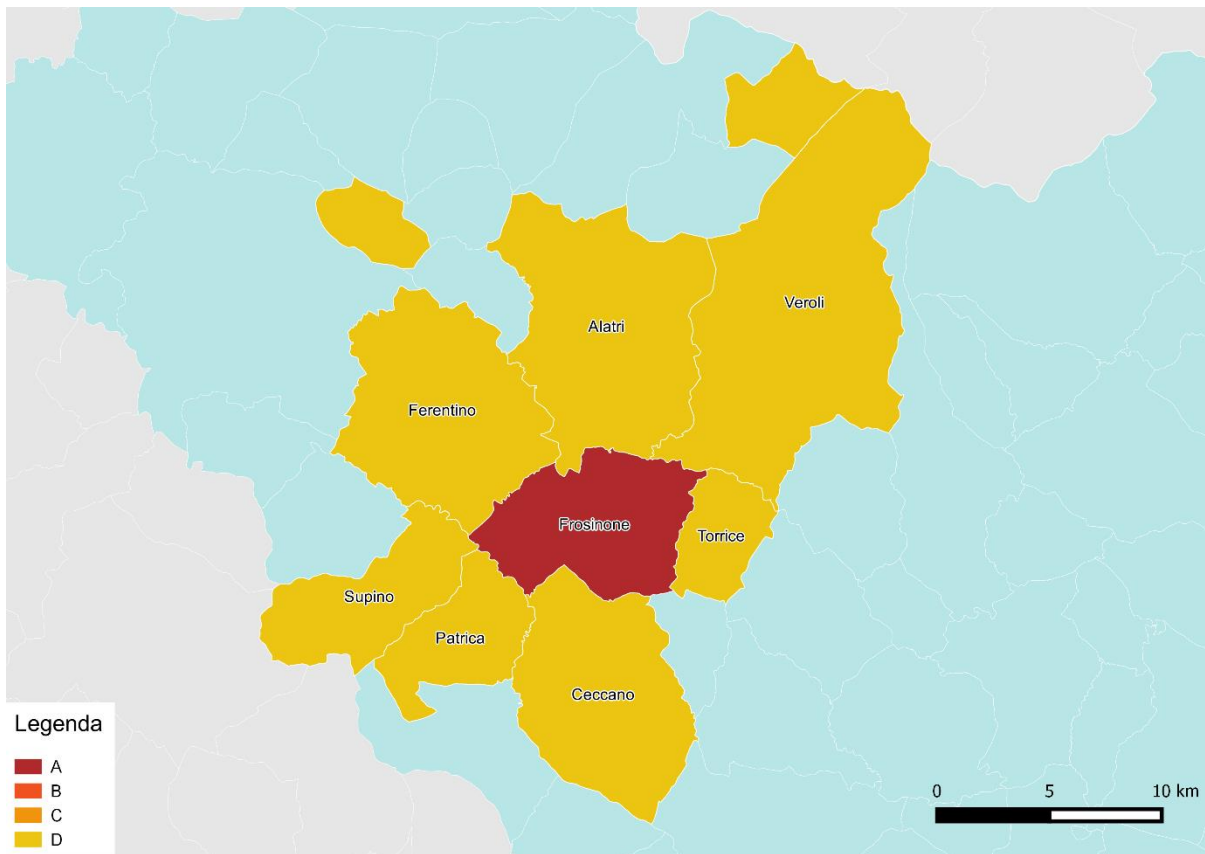 Veroli
Alatri
Ferentino
Frosinone
Torrice
Supino
Patrica
Ceccano
Legenda
A
B
C
D
0 5 10 km